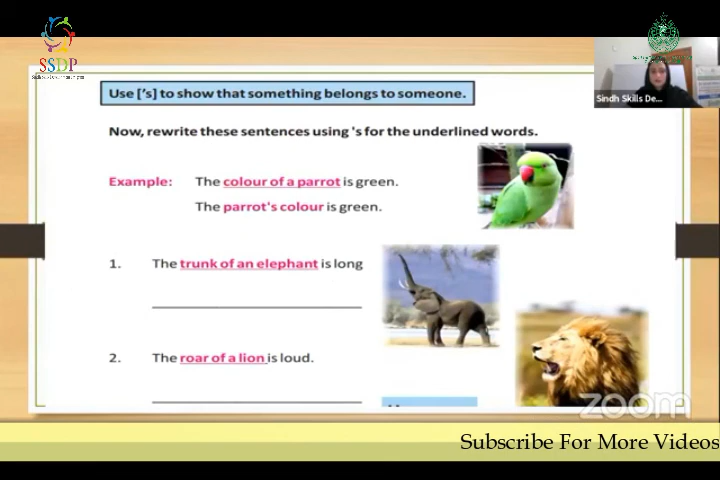 SSDP
Sindh Skills De...
Use ['s] to show that something belongs to someone.
Now, rewrite these sentences using 's for the underlined words.
Example: The colour of a parrot is green.
The parrot's colour is green.
1. The trunk of an elephant is long
2. The roar of a lion is loud.
zoom
Subscribe For More Videos